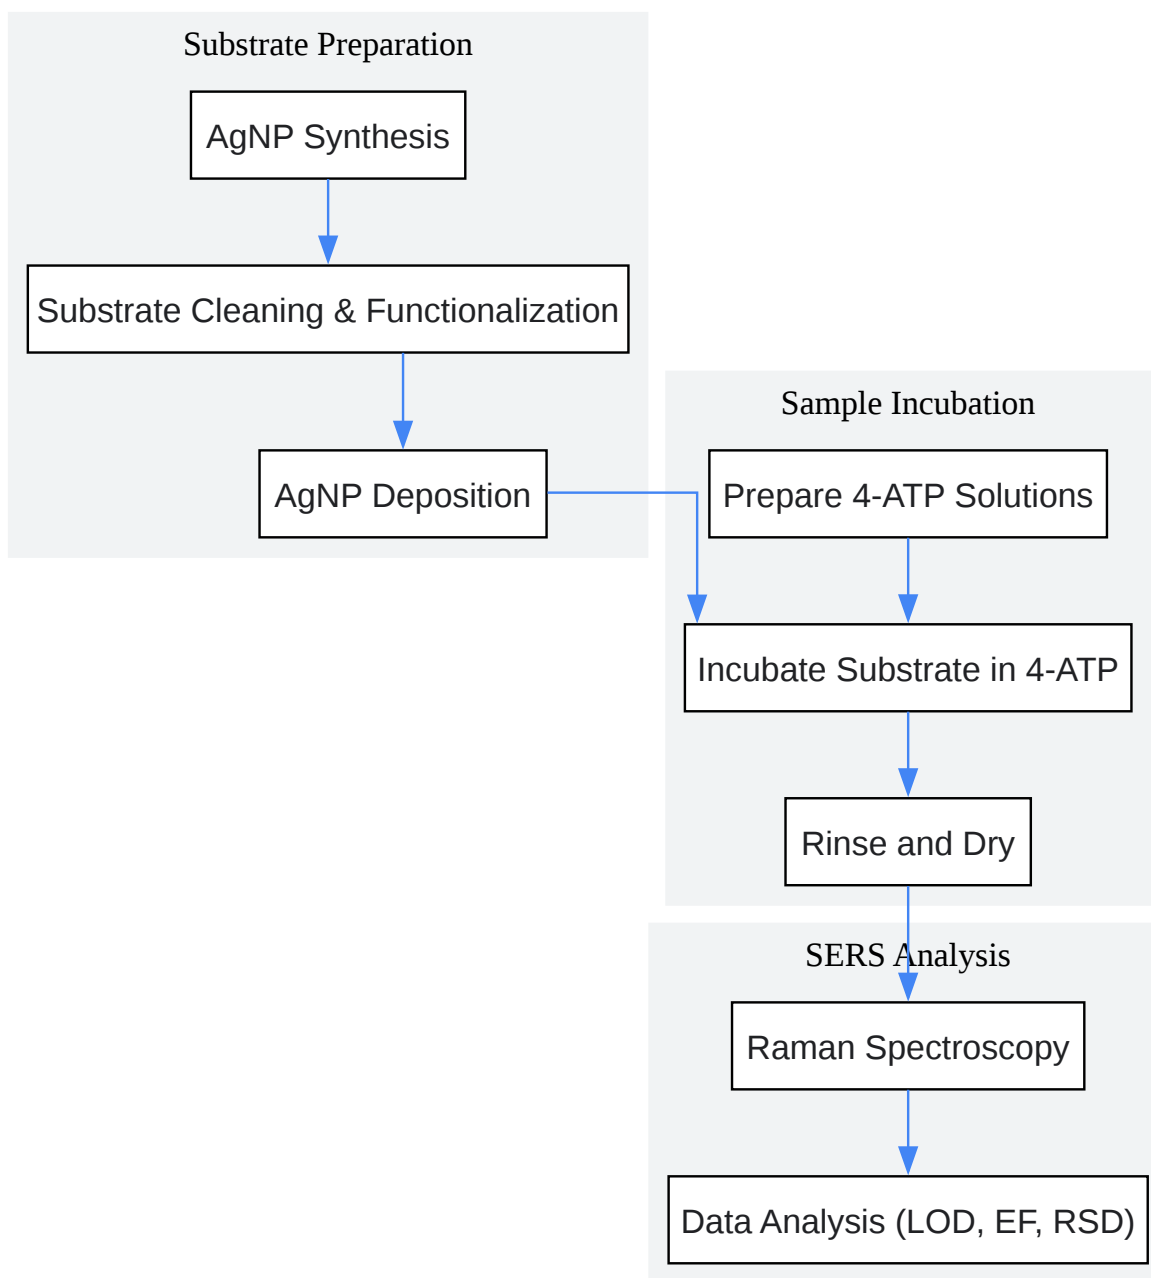 Substrate Preparation
AgNP Synthesis
Substrate Cleaning & Functionalization
AgNP Deposition
Sample Incubation
Prepare 4-ATP Solutions
Incubate Substrate in 4-ATP
Rinse and Dry
SERS Analysis
Raman Spectroscopy
Data Analysis (LOD, EF, RSD)